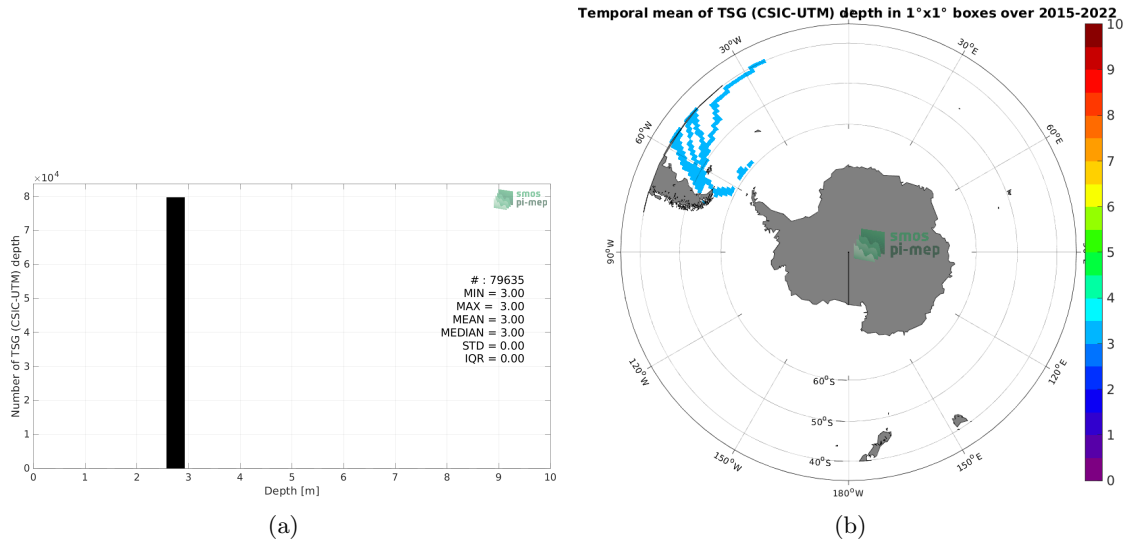 Temporal mean of TSG (CSIC-UTM) depth in 1°x1° boxes over 2015-2022
×10⁴
8
7
6
5
4
3
2
1
0
Number of TSG (CSIC-UTM) depth
smos
pi-mep
# : 79635
MIN = 3.00
MAX = 3.00
MEAN = 3.00
MEDIAN = 3.00
STD = 0.00
IQR = 0.00
0 1 2 3 4 5 6 7 8 9 10
Depth [m]
(a)
0°
30°W
30°E
60°W
60°E
90°W
120°W
120°E
150°W
150°E
180°W
60°S
50°S
40°S
smos
pi-mep
10
9
8
7
6
5
4
3
2
1
0
(b)